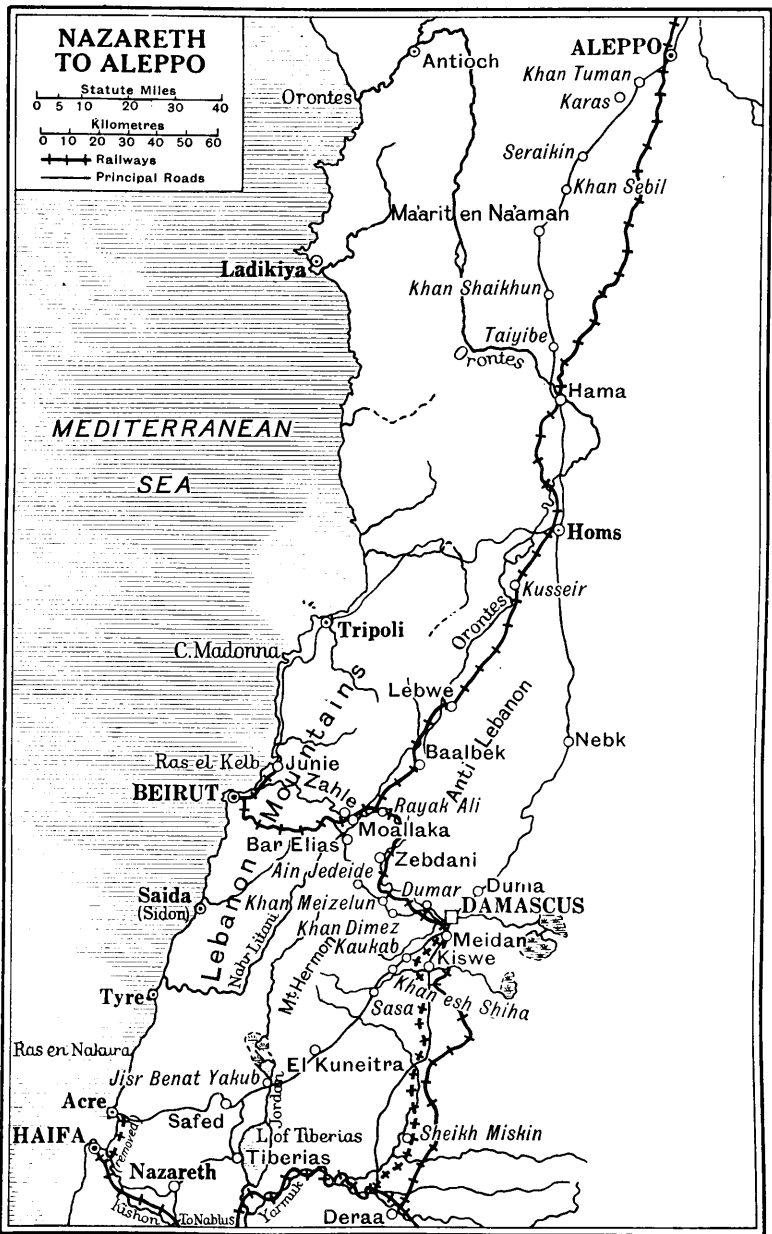 NAZARETH
TO ALEPPO
Statute Miles
0 5 10 20 30 40
Kilometres
0 10 20 30 40 50 60
Railways
Principal Roads
ALEPPO
Antioch
Khan Tuman
Orontes
Karas
Seraikin
Khan Sebil
Ma'arit en Na'aman
Ladikiya
Khan Shaikhun
Taiyibe
Orontes
Hama
MEDITERRANEAN
SEA
Homs
Kusseir
Orontes
Tripoli
C. Madonna
Lebwe
Nebk
Baalbek
Anti Lebanon
Lebanon Mountains
Ras el Kelb
Junie
Zahle
BEIRUT
Rayak Ali
Moallaka
Bar Elias
Zebdani
Ain Jedeide
Dumar
Duma
Khan Meizelun
DAMASCUS
Saida
(Sidon)
Khan Dimez
Meidan
Kaukab
Kiswe
Nahr Litani
Mt. Hermon
Khan esh Shiha
Tyre
Sasa
Ras en Nakura
El Kuneitra
Jisr Benat Yakub
Jordan
Acre
Safed
L. of Tiberias
Sheikh Miskin
HAIFA
(removed)
Tiberias
Nazareth
Kishon
To Nablus
Yarmuk
Deraa